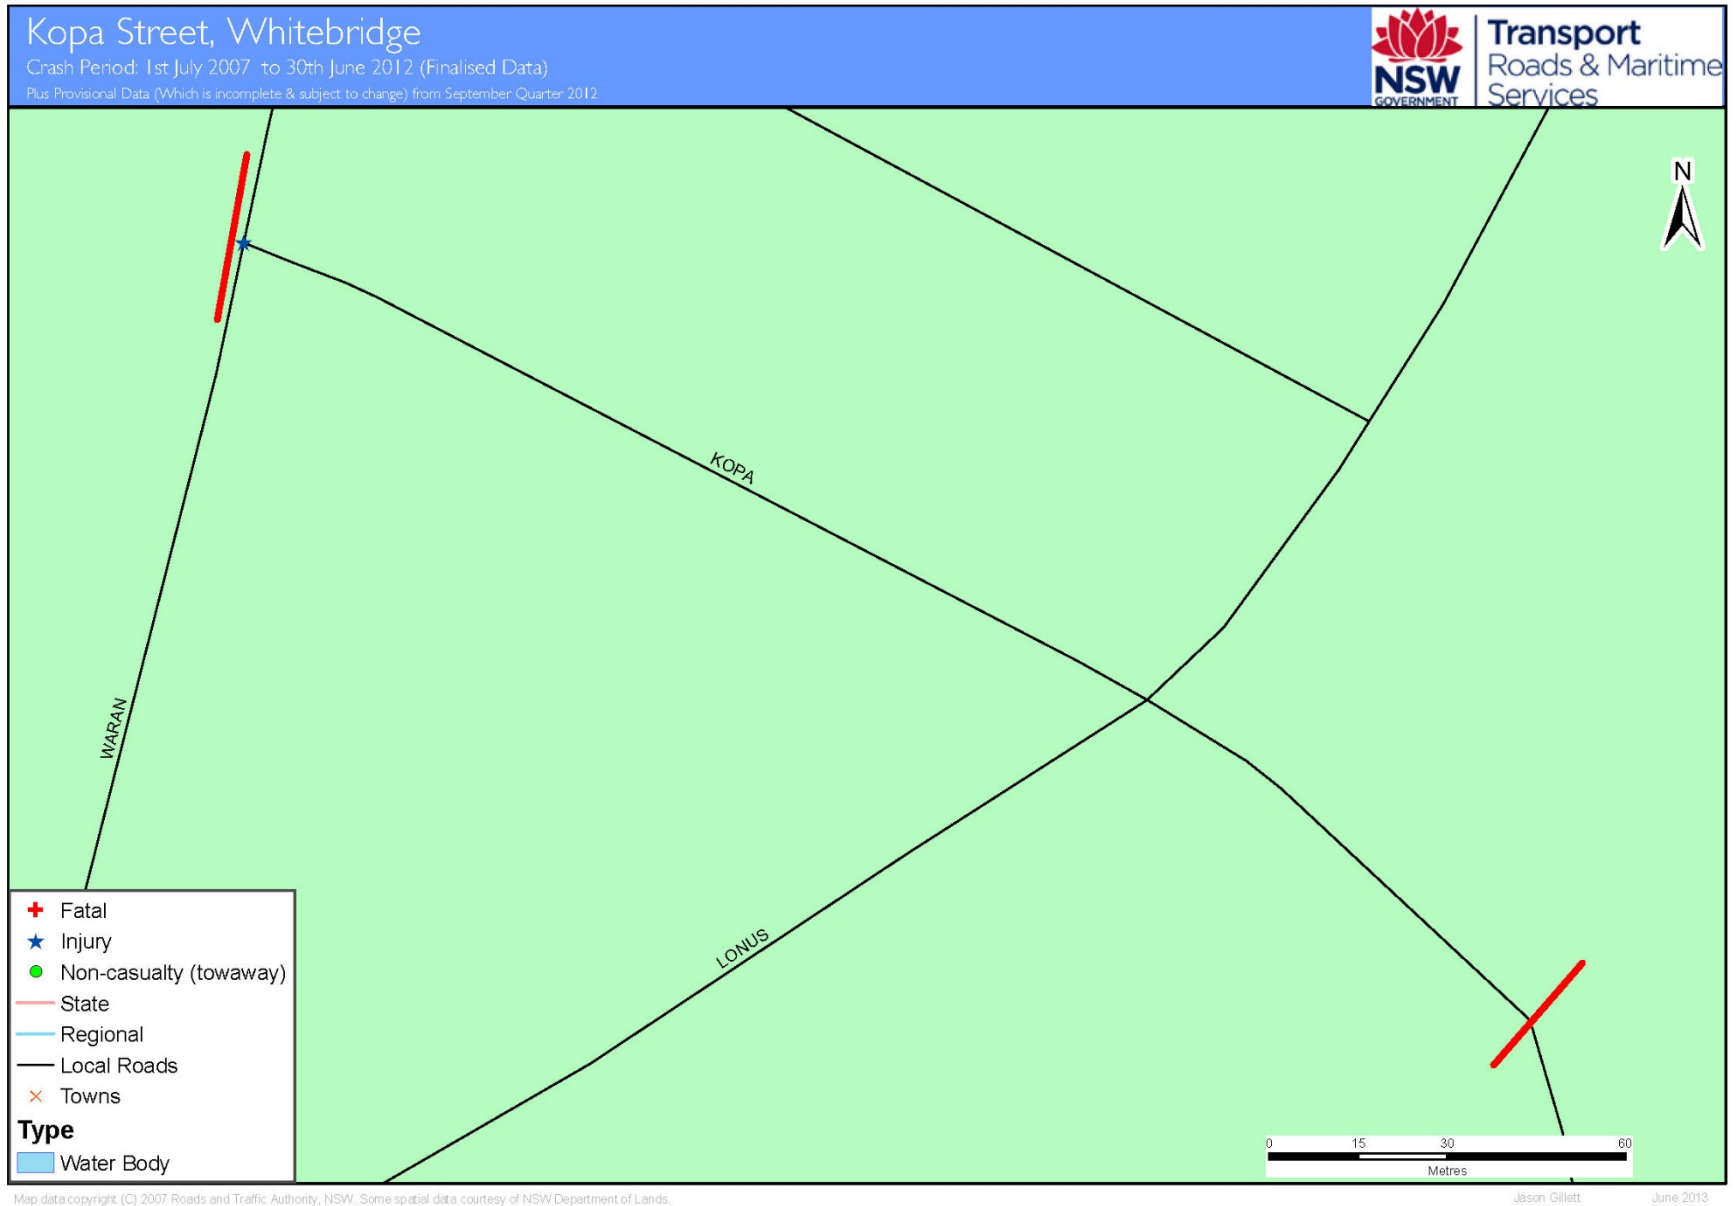 Kopa Street, Whitebridge
Crash Period: 1st July 2007 to 30th June 2012 (Finalised Data)
Plus Provisional Data (Which is incomplete & subject to change) from September Quarter 2012
NSW
GOVERNMENT
Transport
Roads & Maritime
Services
N
KOPA
WARAN
LONUS
Fatal
Injury
Non-casualty (towaway)
State
Regional
Local Roads
Towns
Type
Water Body
0 15 30 60
Metres
Map data copyright (C) 2007 Roads and Traffic Authority, NSW. Some spatial data courtesy of NSW Department of Lands.
Jason Gillett June 2013